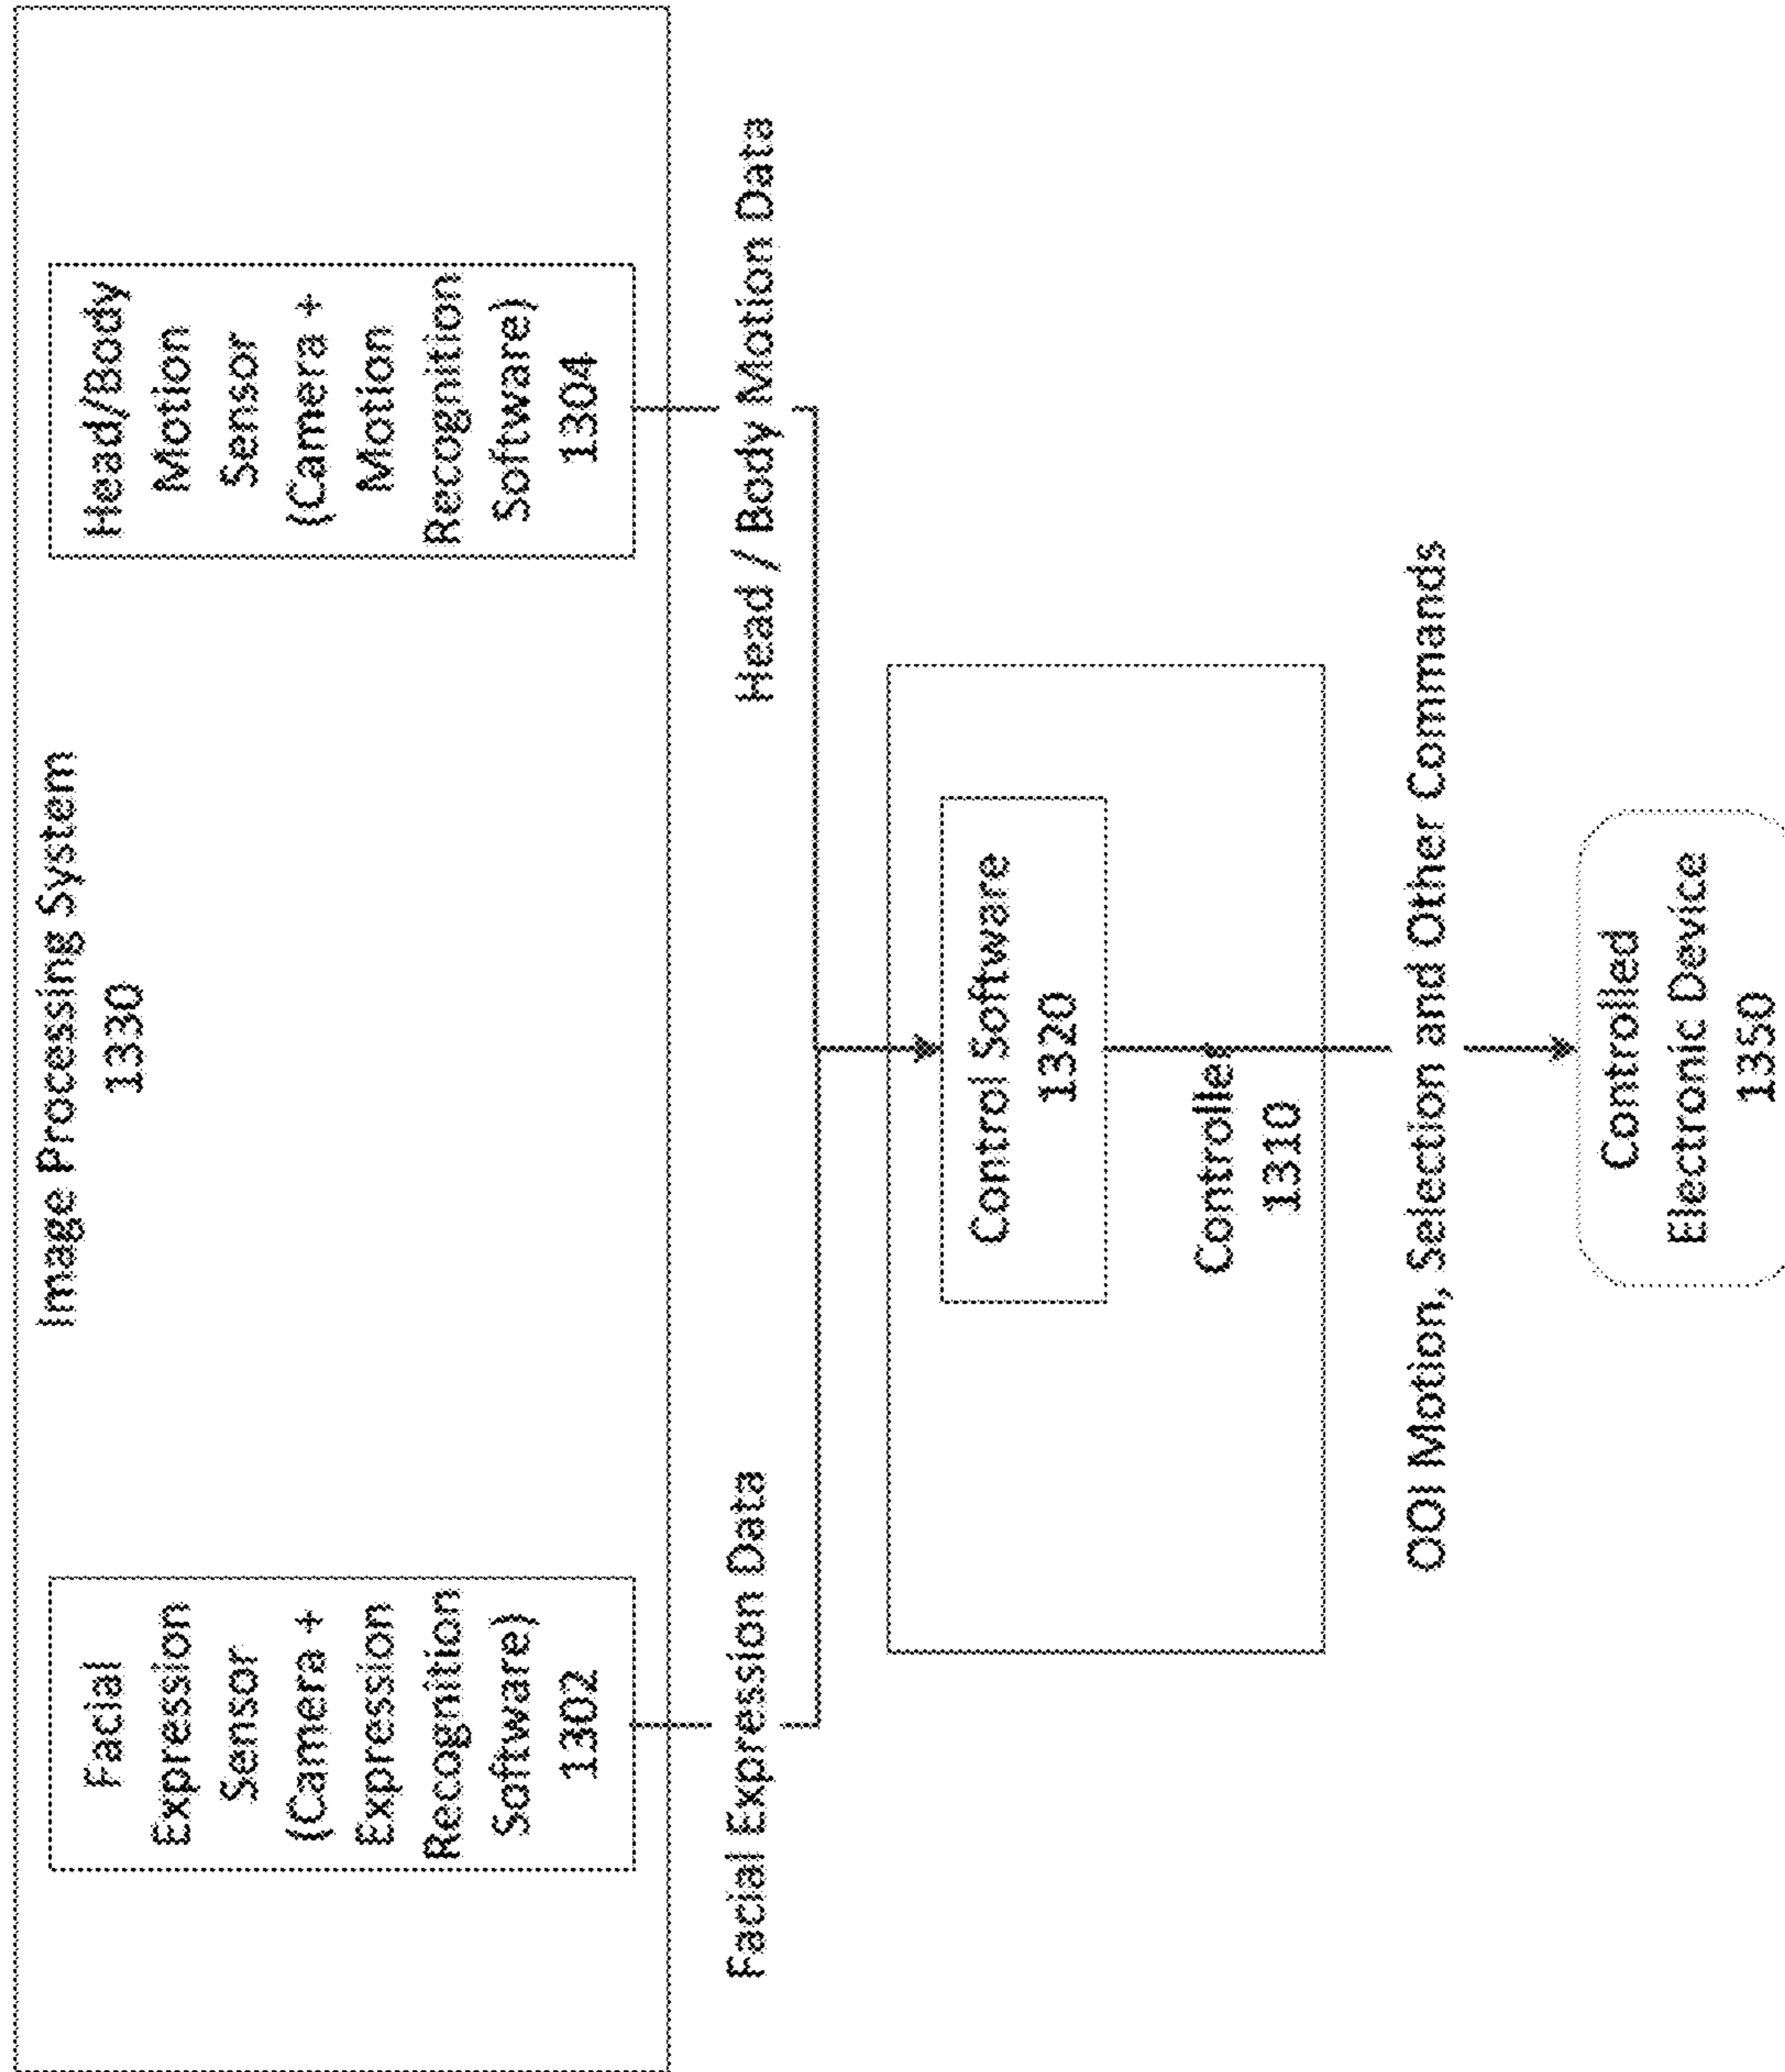 Image Processing System
1330
Facial
Expression
Sensor
(Camera +
Expression
Recognition
Software)
1302
Head/Body
Motion
Sensor
(Camera +
Motion
Recognition
Software)
1304
Facial Expression Data
Head / Body Motion Data
Control Software
1320
Controller
1310
OOI Motion, Selection and Other Commands
Controlled
Electronic Device
1350